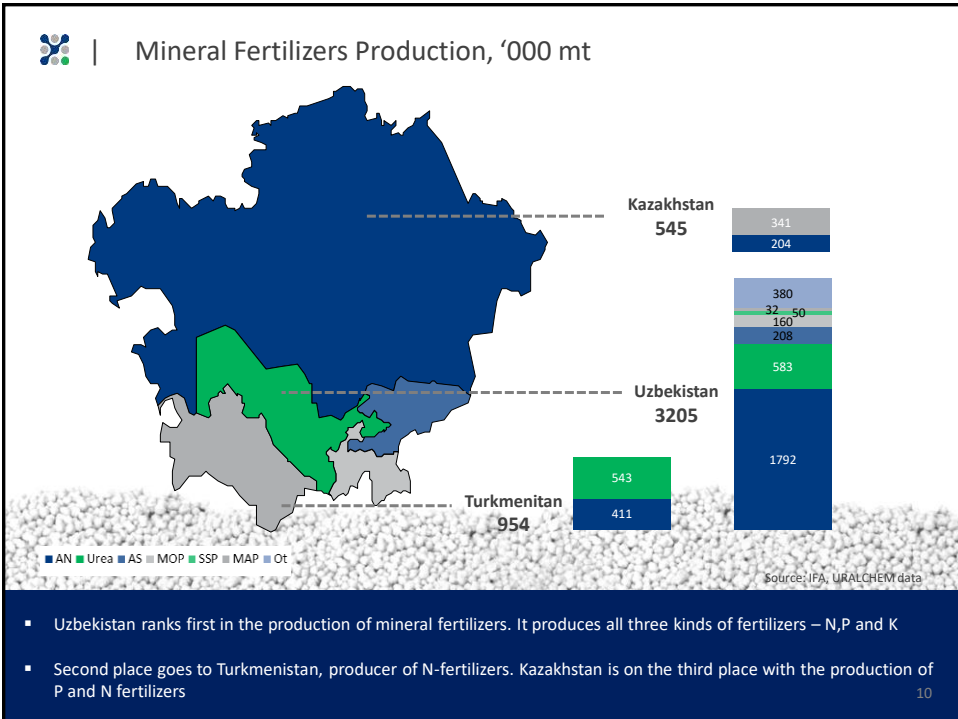 | Mineral Fertilizers Production, ‘000 mt
Kazakhstan
545
341
204
380
32
50
160
208
583
1792
Uzbekistan
3205
543
411
Turkmenitan
954
AN Urea AS MOP SSP MAP Ot
Source: IFA, URALCHEM data
▪ Uzbekistan ranks first in the production of mineral fertilizers. It produces all three kinds of fertilizers – N,P and K
▪ Second place goes to Turkmenistan, producer of N-fertilizers. Kazakhstan is on the third place with the production of
P and N fertilizers
10